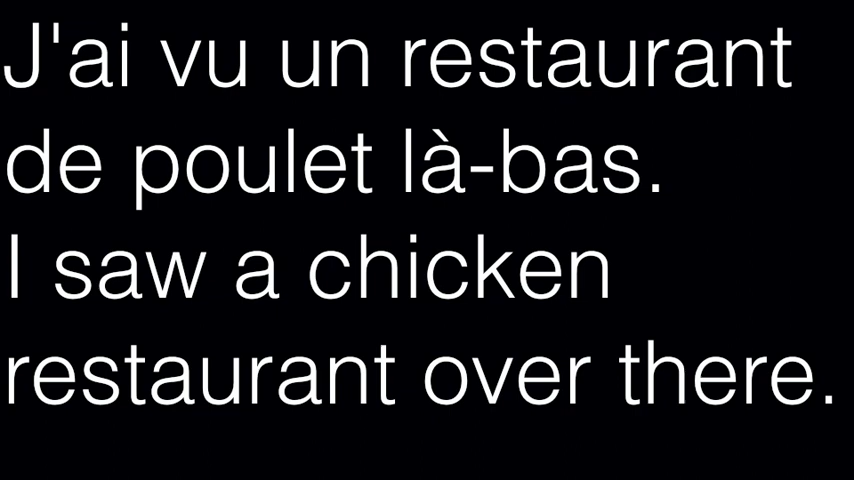 J'ai vu un restaurant
de poulet là-bas.
I saw a chicken
restaurant over there.